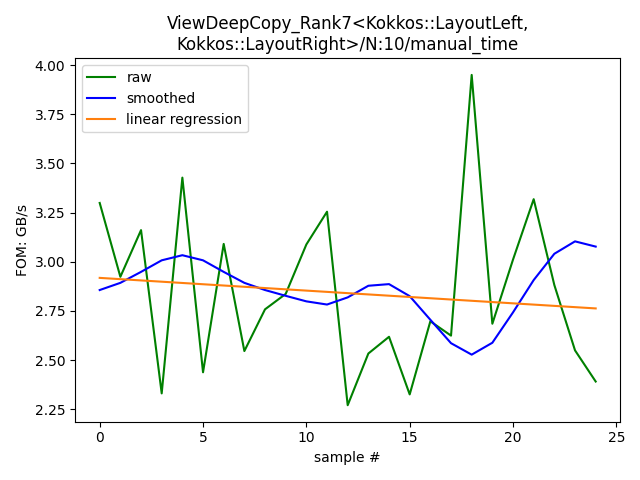 ViewDeepCopy_Rank7<Kokkos::LayoutLeft,
Kokkos::LayoutRight>/N:10/manual_time
raw
smoothed
linear regression
FOM: GB/s
4.00
3.75
3.50
3.25
3.00
2.75
2.50
2.25
0
5
10
15
20
25
sample #